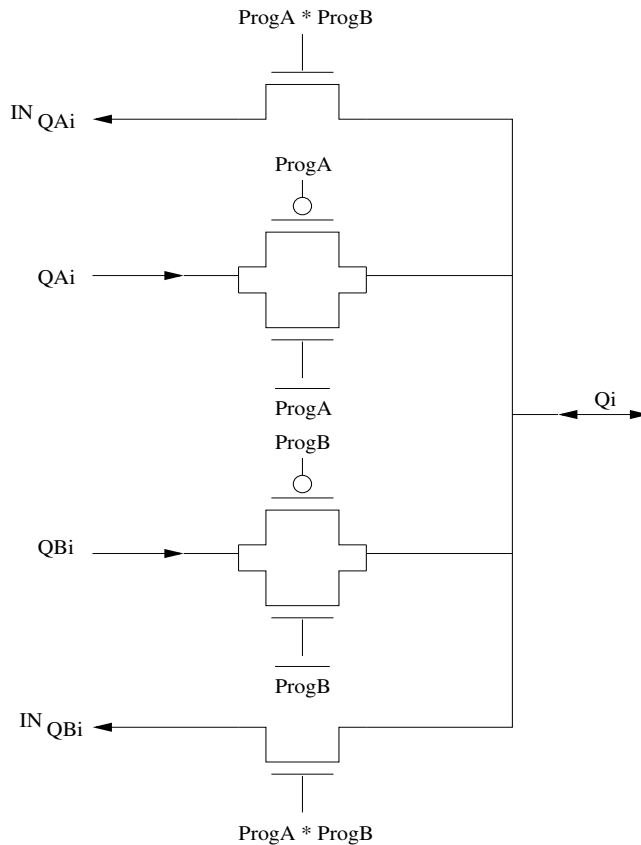 ProgA * ProgB
IN QAi
ProgA
QAi
ProgA
Qi
ProgB
QBi
ProgB
IN QBi
ProgA * ProgB